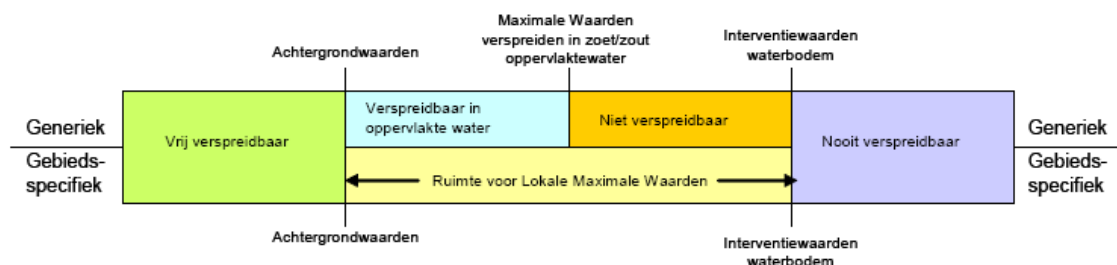 Maximale Waarden
verspreiden in zoet/zout
oppervlaktewater
Interventiewaarden
waterbodem
Achtergrondwaarden
Generiek
Vrij verspreidbaar
Verspreidbaar in
oppervlakte water
Niet verspreidbaar
Nooit verspreidbaar
Generiek
Gebieds-
specifiek
Ruimte voor Lokale Maximale Waarden
Gebieds-
specifiek
Achtergrondwaarden
Interventiewaarden
waterbodem